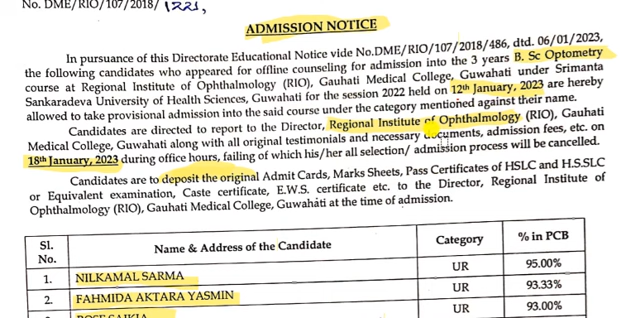 No. DME/RIO/107/2018/ 1221,
ADMISSION NOTICE
In pursuance of this Directorate Educational Notice vide No.DME/RIO/107/2018/486, dtd. 06/01/2023,
the following candidates who appeared for offline counseling for admission into the 3 years B. Sc Optometry
course at Regional Institute of Ophthalmology (RIO), Gauhati Medical College, Guwahati under Srimanta
Sankaradeva University of Health Sciences, Guwahati for the session 2022 held on 12th January, 2023 are hereby
allowed to take provisional admission into the said course under the category mentioned against their name.
Candidates are directed to report to the Director, Regional Institute of Ophthalmology (RIO), Gauhati
Medical College, Guwahati along with all original testimonials and necessary documents, admission fees, etc. on
18th January, 2023 during office hours, failing of which his/her all selection/ admission process will be cancelled.
Candidates are to deposit the original Admit Cards, Marks Sheets, Pass Certificates of HSLC and H.S.SLC
or Equivalent examination, Caste certificate, E.W.S. certificate etc. to the Director, Regional Institute of
Ophthalmology (RIO), Gauhati Medical College, Guwahati at the time of admission.
Sl. No. Name & Address of the Candidate Category % in PCB
1. NILKAMAL SARMA UR 95.00%
2. FAHMIDA AKTARA YASMIN UR 93.33%
UR 93.00%